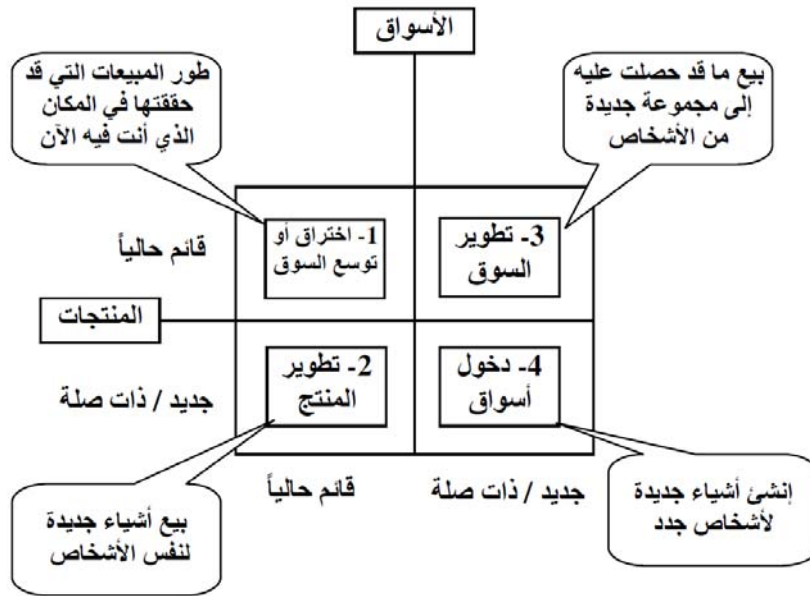 الأسواق
بيع ما قد حصلت عليه
إلى مجموعة جديدة
من الأشخاص
طور المبيعات التي قد
حققتها في المكان
الذي أنت فيه الآن
3- تطوير
السوق
1- اختراق أو
توسع السوق
قائم حالياً
المنتجات
4- دخول
أسواق
2- تطوير
المنتج
جديد / ذات صلة
جديد / ذات صلة
قائم حالياً
إنشئ أشياء جديدة
لأشخاص جدد
بيع أشياء جديدة
لنفس الأشخاص